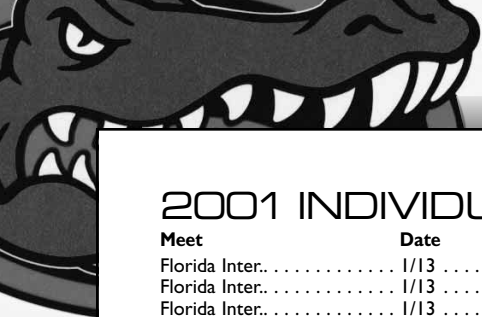 2001 INDIVIDU
Meet Date
Florida Inter.. . . . . . . . . . . . . 1/13 . . . .
Florida Inter.. . . . . . . . . . . . . 1/13 . . . .
Florida Inter.. . . . . . . . . . . . . 1/13 . . . .